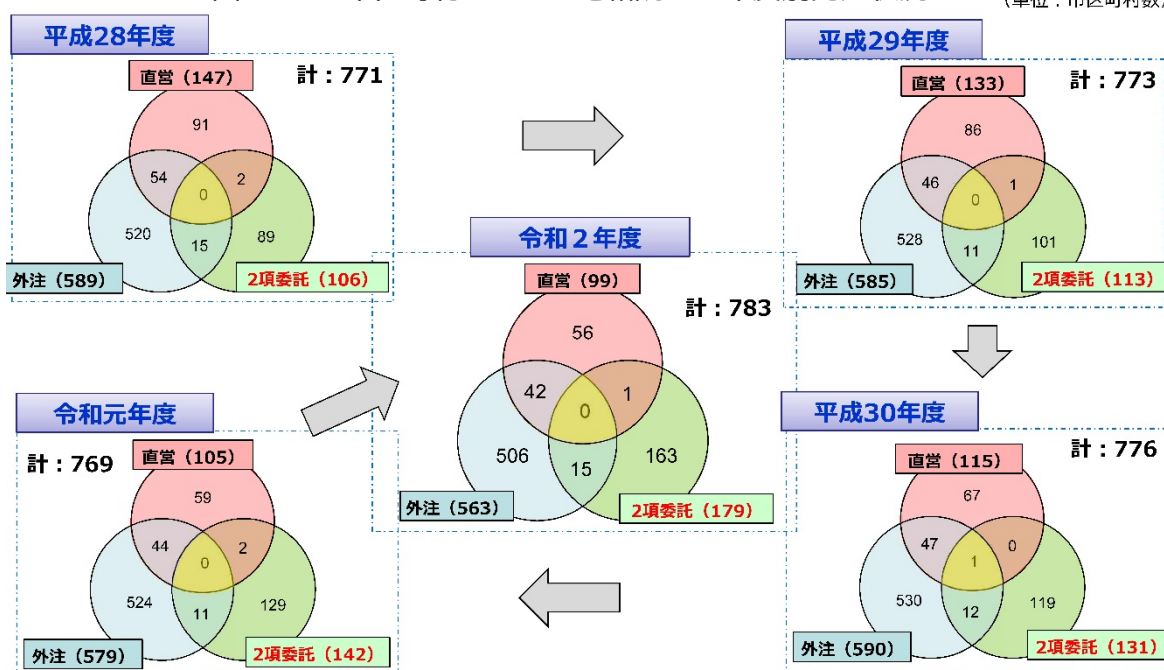 (単位：市区町村数)
平成28年度
直営（147）
計：771
91
54
0
2
520
15
89
外注（589）
2項委託（106）
平成29年度
直営（133）
計：773
86
46
0
1
528
11
101
外注（585）
2項委託（113）
令和２年度
直営（99）
計：783
56
42
0
1
506
15
163
外注（563）
2項委託（179）
令和元年度
計：769
直営（105）
59
44
0
2
524
11
129
外注（579）
2項委託（142）
平成30年度
直営（115）
計：776
67
47
1
0
530
12
119
外注（590）
2項委託（131）